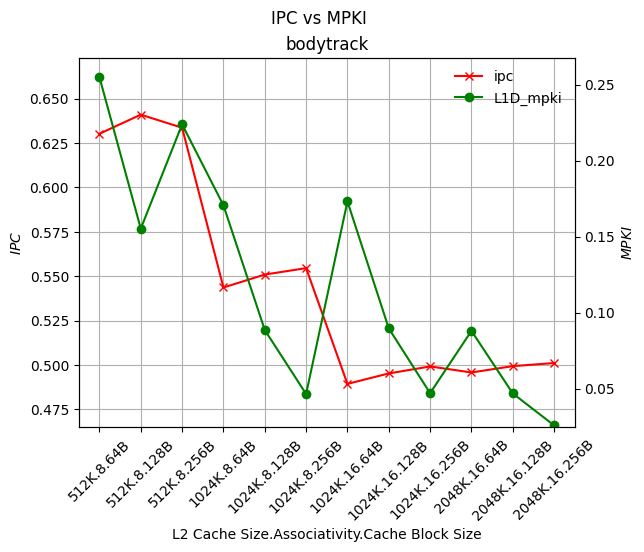 IPC vs MPKI
bodytrack
ipc
L1D_mpki
0.650
0.625
0.600
0.575
0.550
0.525
0.500
0.475
IPC
0.25
0.20
0.15
0.10
0.05
MPKI
512K.8.64B
512K.8.128B
512K.8.256B
1024K.8.64B
1024K.8.128B
1024K.8.256B
1024K.16.64B
1024K.16.128B
1024K.16.256B
2048K.16.64B
2048K.16.128B
2048K.16.256B
L2 Cache Size.Associativity.Cache Block Size